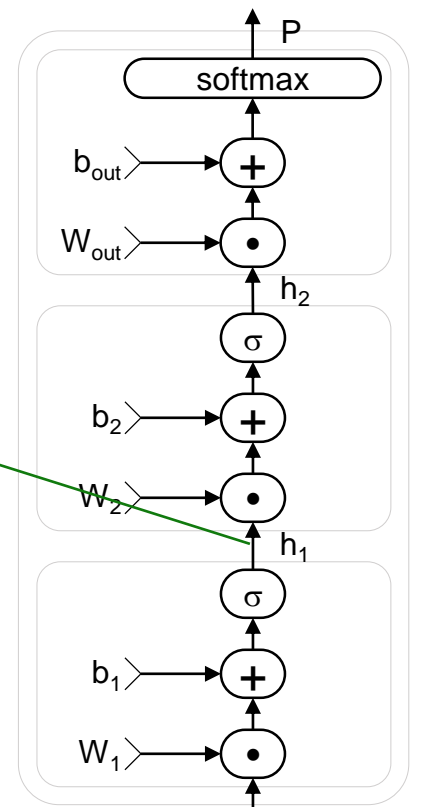 P
softmax
b_out +
W_out •
h_2
σ
b_2 +
W_2 •
h_1
σ
b_1 +
W_1 •